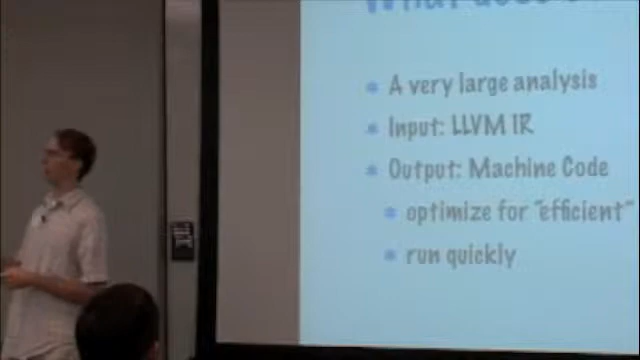 A very large analysis
Input: LLVM IR
Output: Machine Code
optimize for "efficient"
run quickly